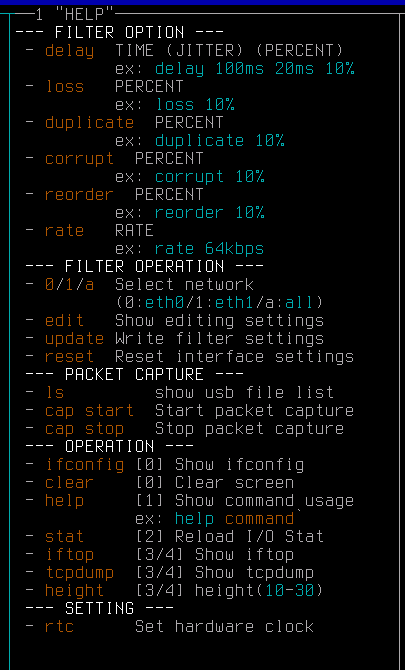 1 "HELP"
--- FILTER OPTION ---
- delay TIME (JITTER) (PERCENT)
ex: delay 100ms 20ms 10%
- loss PERCENT
ex: loss 10%
- duplicate PERCENT
ex: duplicate 10%
- corrupt PERCENT
ex: corrupt 10%
- reorder PERCENT
ex: reorder 10%
- rate RATE
ex: rate 64kbps
--- FILTER OPERATION ---
- 0/1/a Select network
(0:eth0/1:eth1/a:all)
- edit Show editing settings
- update Write filter settings
- reset Reset interface settings
--- PACKET CAPTURE ---
- ls show usb file list
- cap start Start packet capture
- cap stop Stop packet capture
--- OPERATION ---
- ifconfig [0] Show ifconfig
- clear [0] Clear screen
- help [1] Show command usage
ex: help command`
- stat [2] Reload I/O Stat
- iftop [3/4] Show iftop
- tcpdump [3/4] Show tcpdump
- height [3/4] height(10-30)
--- SETTING ---
- rtc Set hardware clock